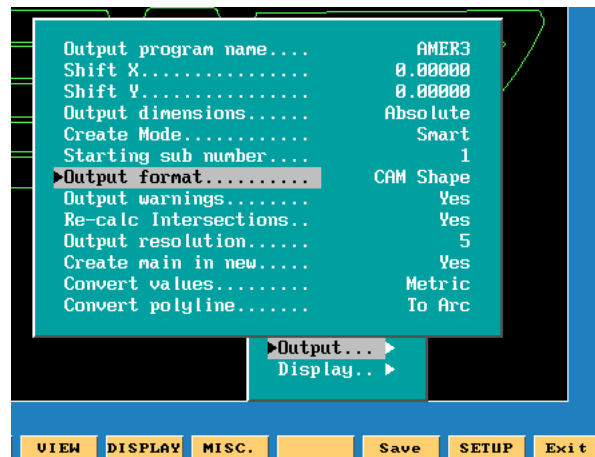 Output program name.... AMER3
Shift X............... 0.00000
Shift Y............... 0.00000
Output dimensions...... Absolute
Create Mode........... Smart
Starting sub number.... 1
▶Output format.......... CAM Shape
Output warnings........ Yes
Re-calc Intersections.. Yes
Output resolution...... 5
Create main in new..... Yes
Convert values......... Metric
Convert polyline....... To Arc
▶Output... ▶
Display.. ▶
VIEW DISPLAY MISC. Save SETUP Exit